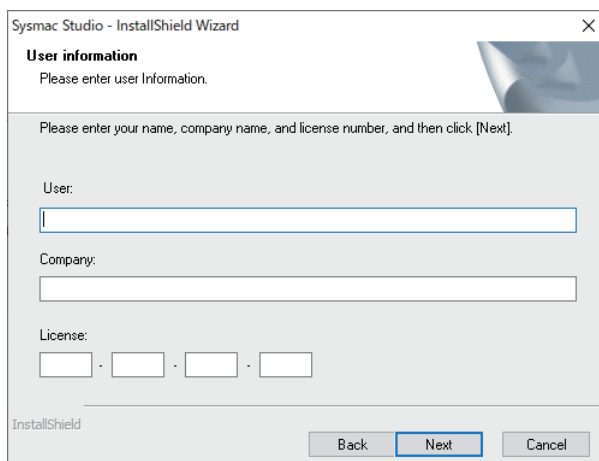 Sysmac Studio - InstallShield Wizard
User information
Please enter user Information.
Please enter your name, company name, and license number, and then click [Next].
User:
Company:
License:
- - -
InstallShield
Back Next Cancel